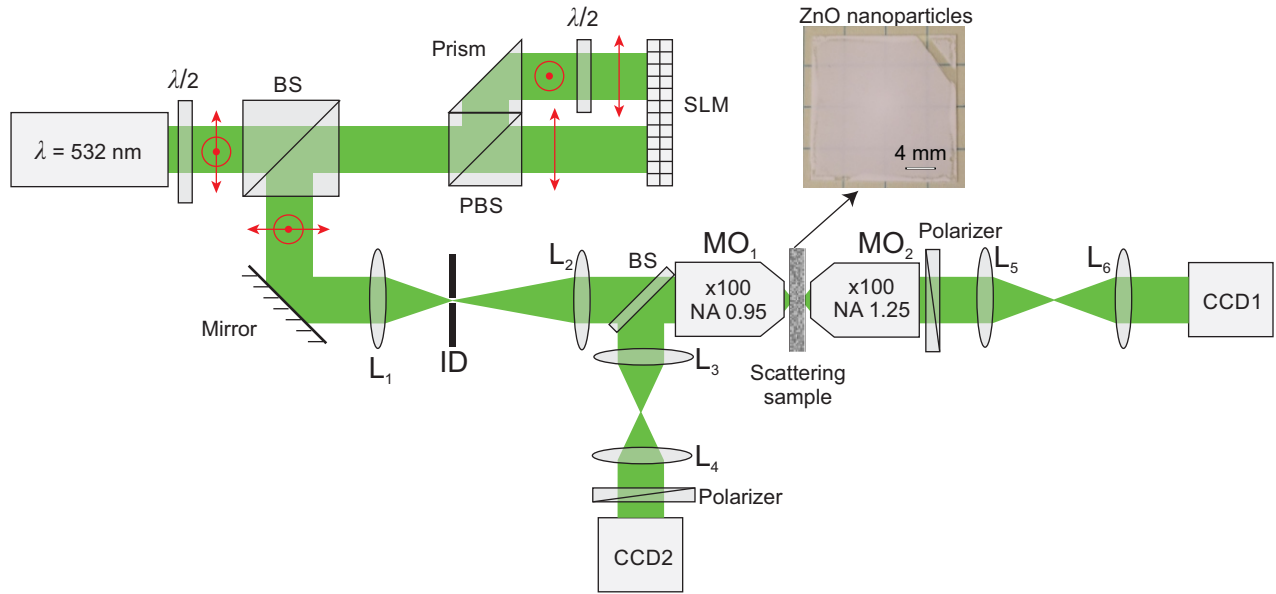 ZnO nanoparticles
λ/2
Prism
λ/2
BS
SLM
λ = 532 nm
4 mm
PBS
Polarizer
MO₁
MO₂
L₂
BS
L₅
L₆
x100
NA 0.95
x100
NA 1.25
CCD1
Mirror
L₁
ID
L₃
Scattering
sample
L₄
Polarizer
CCD2